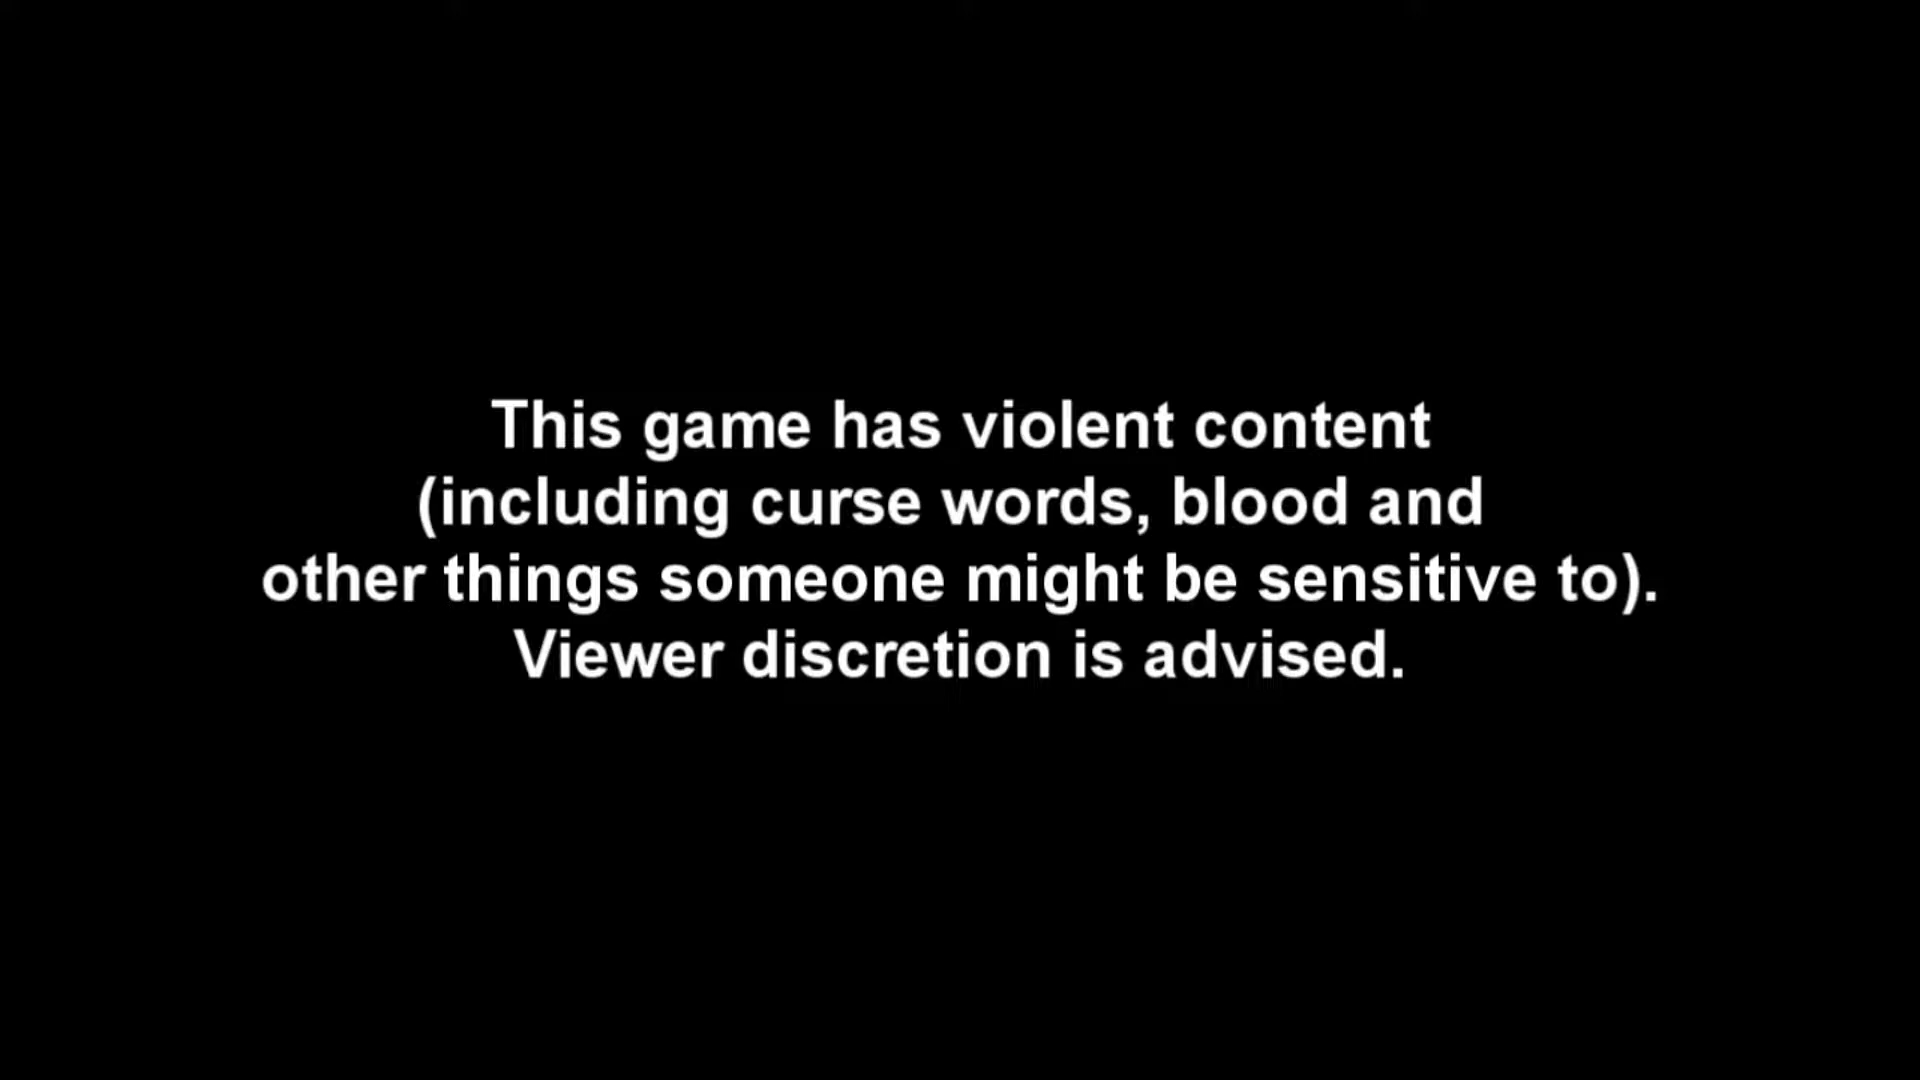 This game has violent content
(including curse words, blood and
other things someone might be sensitive to).
Viewer discretion is advised.